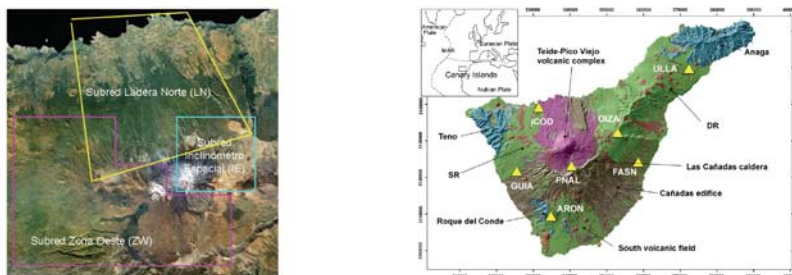 Subred Ladera Norte (LN)
Subred
Inclinómetro
Espacial (IE)
Subred Zona Oeste (ZW)
American
Plate
MAR
Eurasian Plate
Canary Islands
Nubian Plate
Teide-Pico Viejo
volcanic complex
ULLA
Anaga
ICOD
OIZA
DR
Teno
SR
GUIA
PNAL
FASN
Las Cañadas caldera
Cañadas edifice
Roque del Conde
ARON
South volcanic field